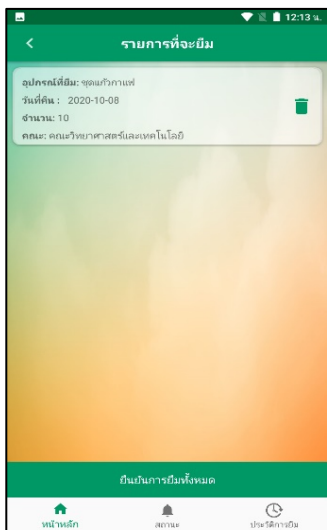 12:13 น.
รายการที่จะยืม
อุปกรณ์ที่ยืม: ชุดแก้วกาแฟ
วันที่คืน : 2020-10-08
จำนวน: 10
คณะ: คณะวิทยาศาสตร์และเทคโนโลยี
ยืนยันการยืมทั้งหมด
หน้าหลัก สถานะ ประวัติการยืม